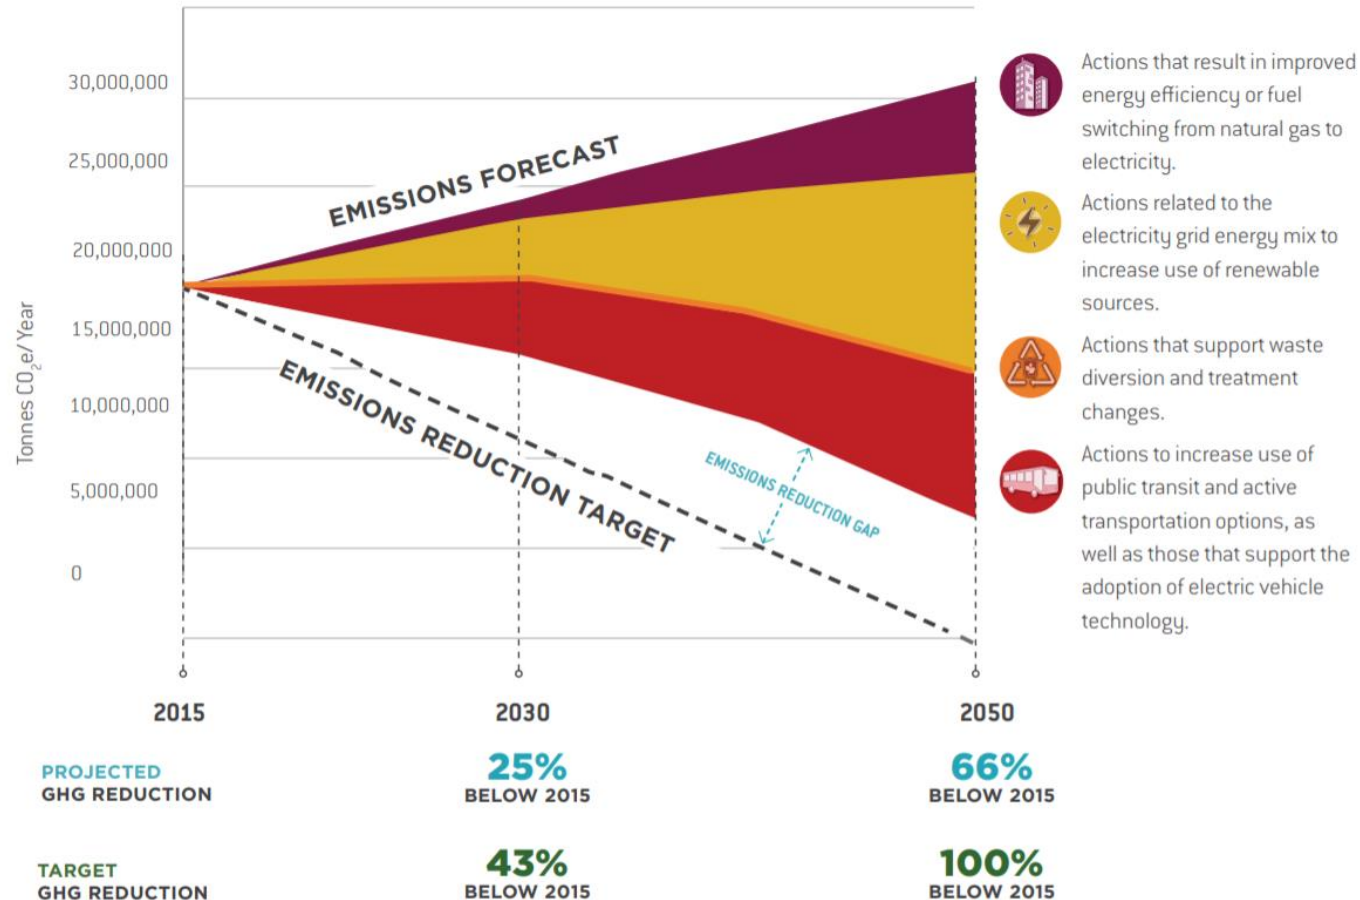 30,000,000
25,000,000
20,000,000
15,000,000
10,000,000
5,000,000
0
Tonnes CO₂e/Year
EMISSIONS FORECAST
EMISSIONS REDUCTION TARGET
EMISSIONS REDUCTION GAP
Actions that result in improved
energy efficiency or fuel
switching from natural gas to
electricity.
Actions related to the
electricity grid energy mix to
increase use of renewable
sources.
Actions that support waste
diversion and treatment
changes.
Actions to increase use of
public transit and active
transportation options, as
well as those that support the
adoption of electric vehicle
technology.
2015
2030
2050
PROJECTED
GHG REDUCTION
25%
BELOW 2015
66%
BELOW 2015
TARGET
GHG REDUCTION
43%
BELOW 2015
100%
BELOW 2015